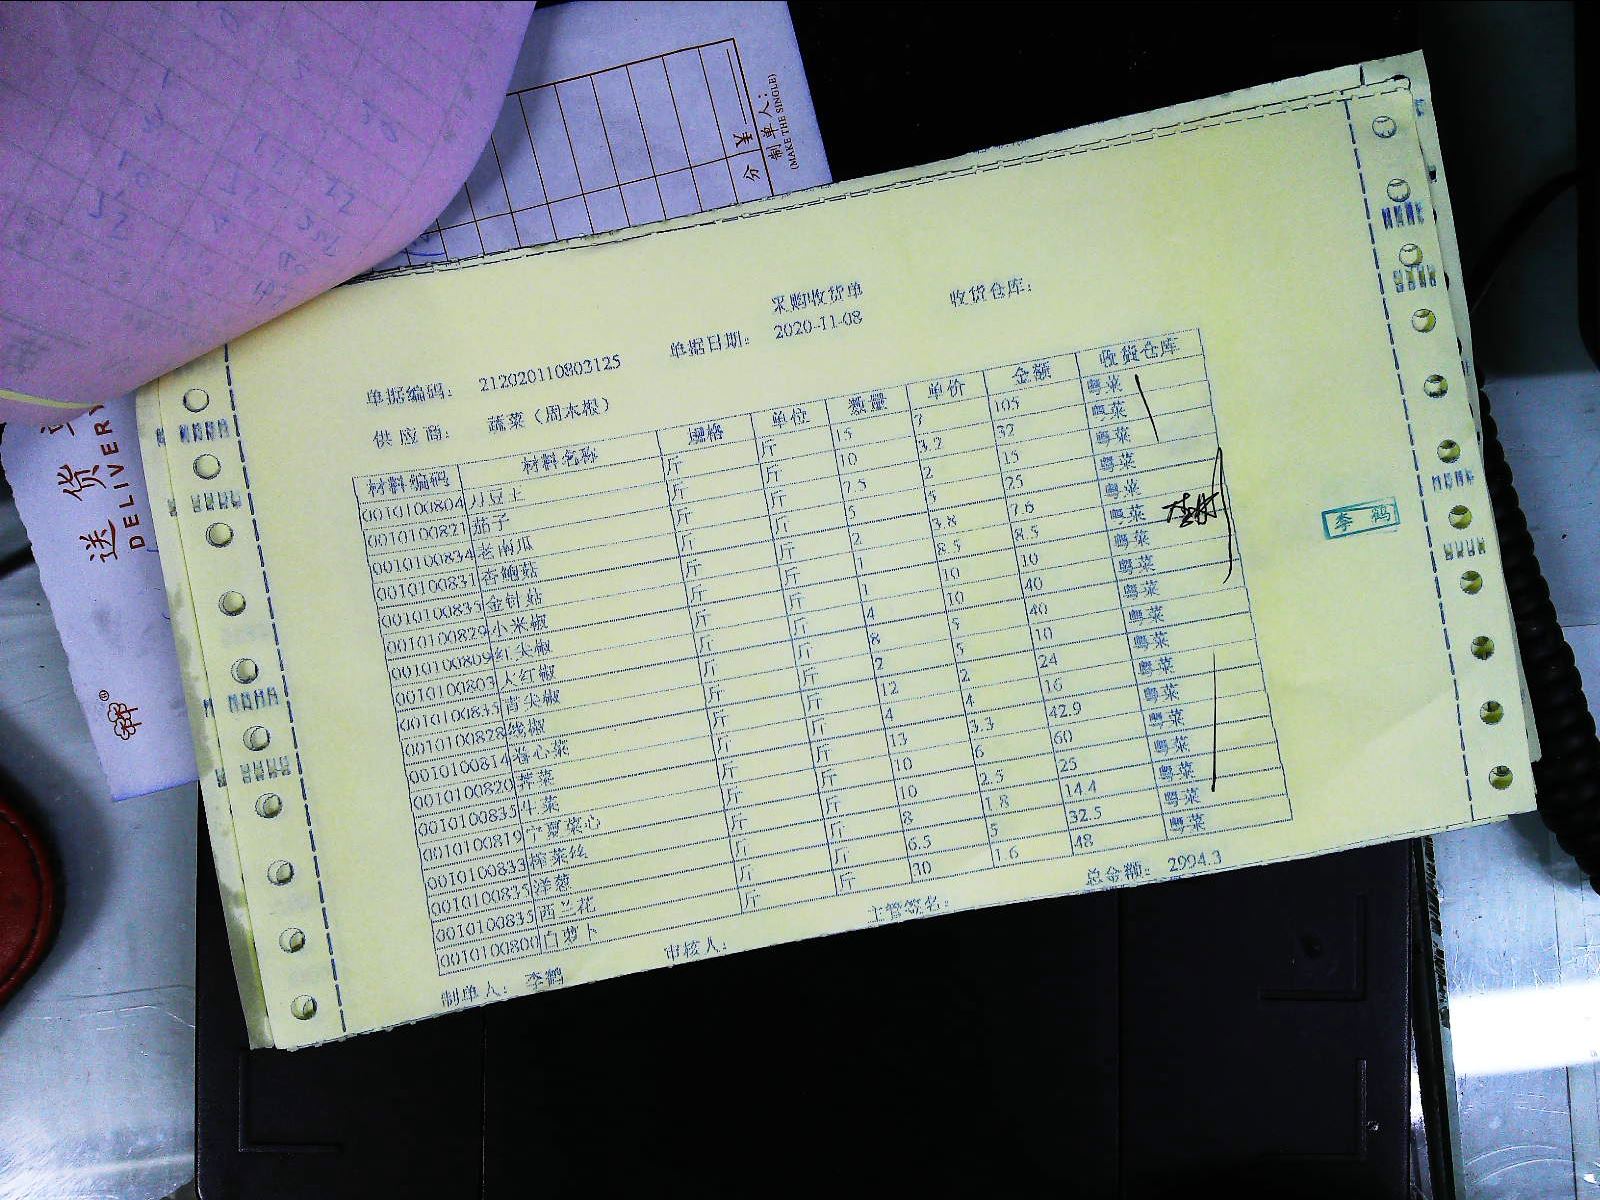 分 ¥
制单人:
(MAKE THE SINGLE)
送货
DELIVERY
采购收货单
单据编码: 212020110802125 单据日期: 2020-11-08 收货仓库:
供应商: 蔬菜（周本根）
材料编码 材料名称 规格 单位 数量 单价 金额 收货仓库
0010100804 斤 斤 15 7 105 粤菜
0010100821 茄子 斤 斤 10 3.2 32 粤菜
0010100834 老南瓜 斤 斤 7.5 2 15 粤菜
0010100831 杏鲍菇 斤 斤 5 5 25 粤菜
0010100835 金针菇 斤 斤 2 3.8 7.6 粤菜
0010100829 小米椒 斤 斤 1 8.5 8.5 粤菜
0010100809 红尖椒 斤 斤 1 10 10 粤菜
0010100803 大红椒 斤 斤 4 10 40 粤菜
0010100835 青尖椒 斤 斤 8 5 40 粤菜
0010100828 线椒 斤 斤 2 5 10 粤菜
0010100814 卷心菜 斤 斤 12 2 24 粤菜
0010100820 斤 斤 4 4 16 粤菜
0010100835 生菜 斤 斤 13 3.3 42.9 粤菜
0010100819 宁夏菜心 斤 斤 10 6 60 粤菜
0010100833 榨菜丝 斤 斤 10 2.5 25 粤菜
0010100835 洋葱 斤 斤 8 1.8 14.4 粤菜
0010100835 西兰花 斤 斤 6.5 5 32.5 粤菜
0010100800 白萝卜 斤 斤 30 1.6 48 粤菜
制单人: 李鹤 审核人: 主管签名: 总金额: 2994.3
李鹤